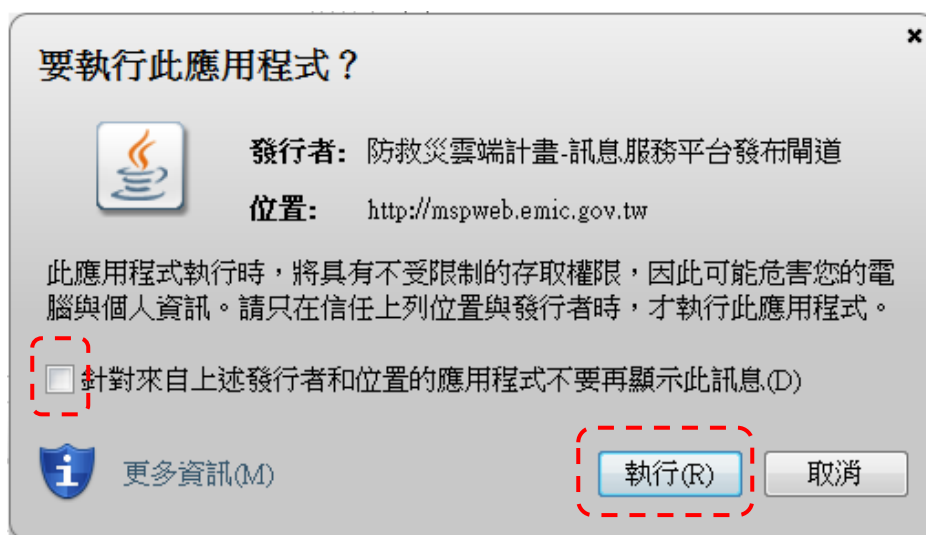 要執行此應用程式？
發行者: 防救災雲端計畫-訊息服務平台發布閘道
位置: http://mspweb.emic.gov.tw
此應用程式執行時，將具有不受限制的存取權限，因此可能危害您的電
腦與個人資訊。請只在信任上列位置與發行者時，才執行此應用程式。
針對來自上述發行者和位置的應用程式不要再顯示此訊息(D)
更多資訊(M)
執行(R)
取消